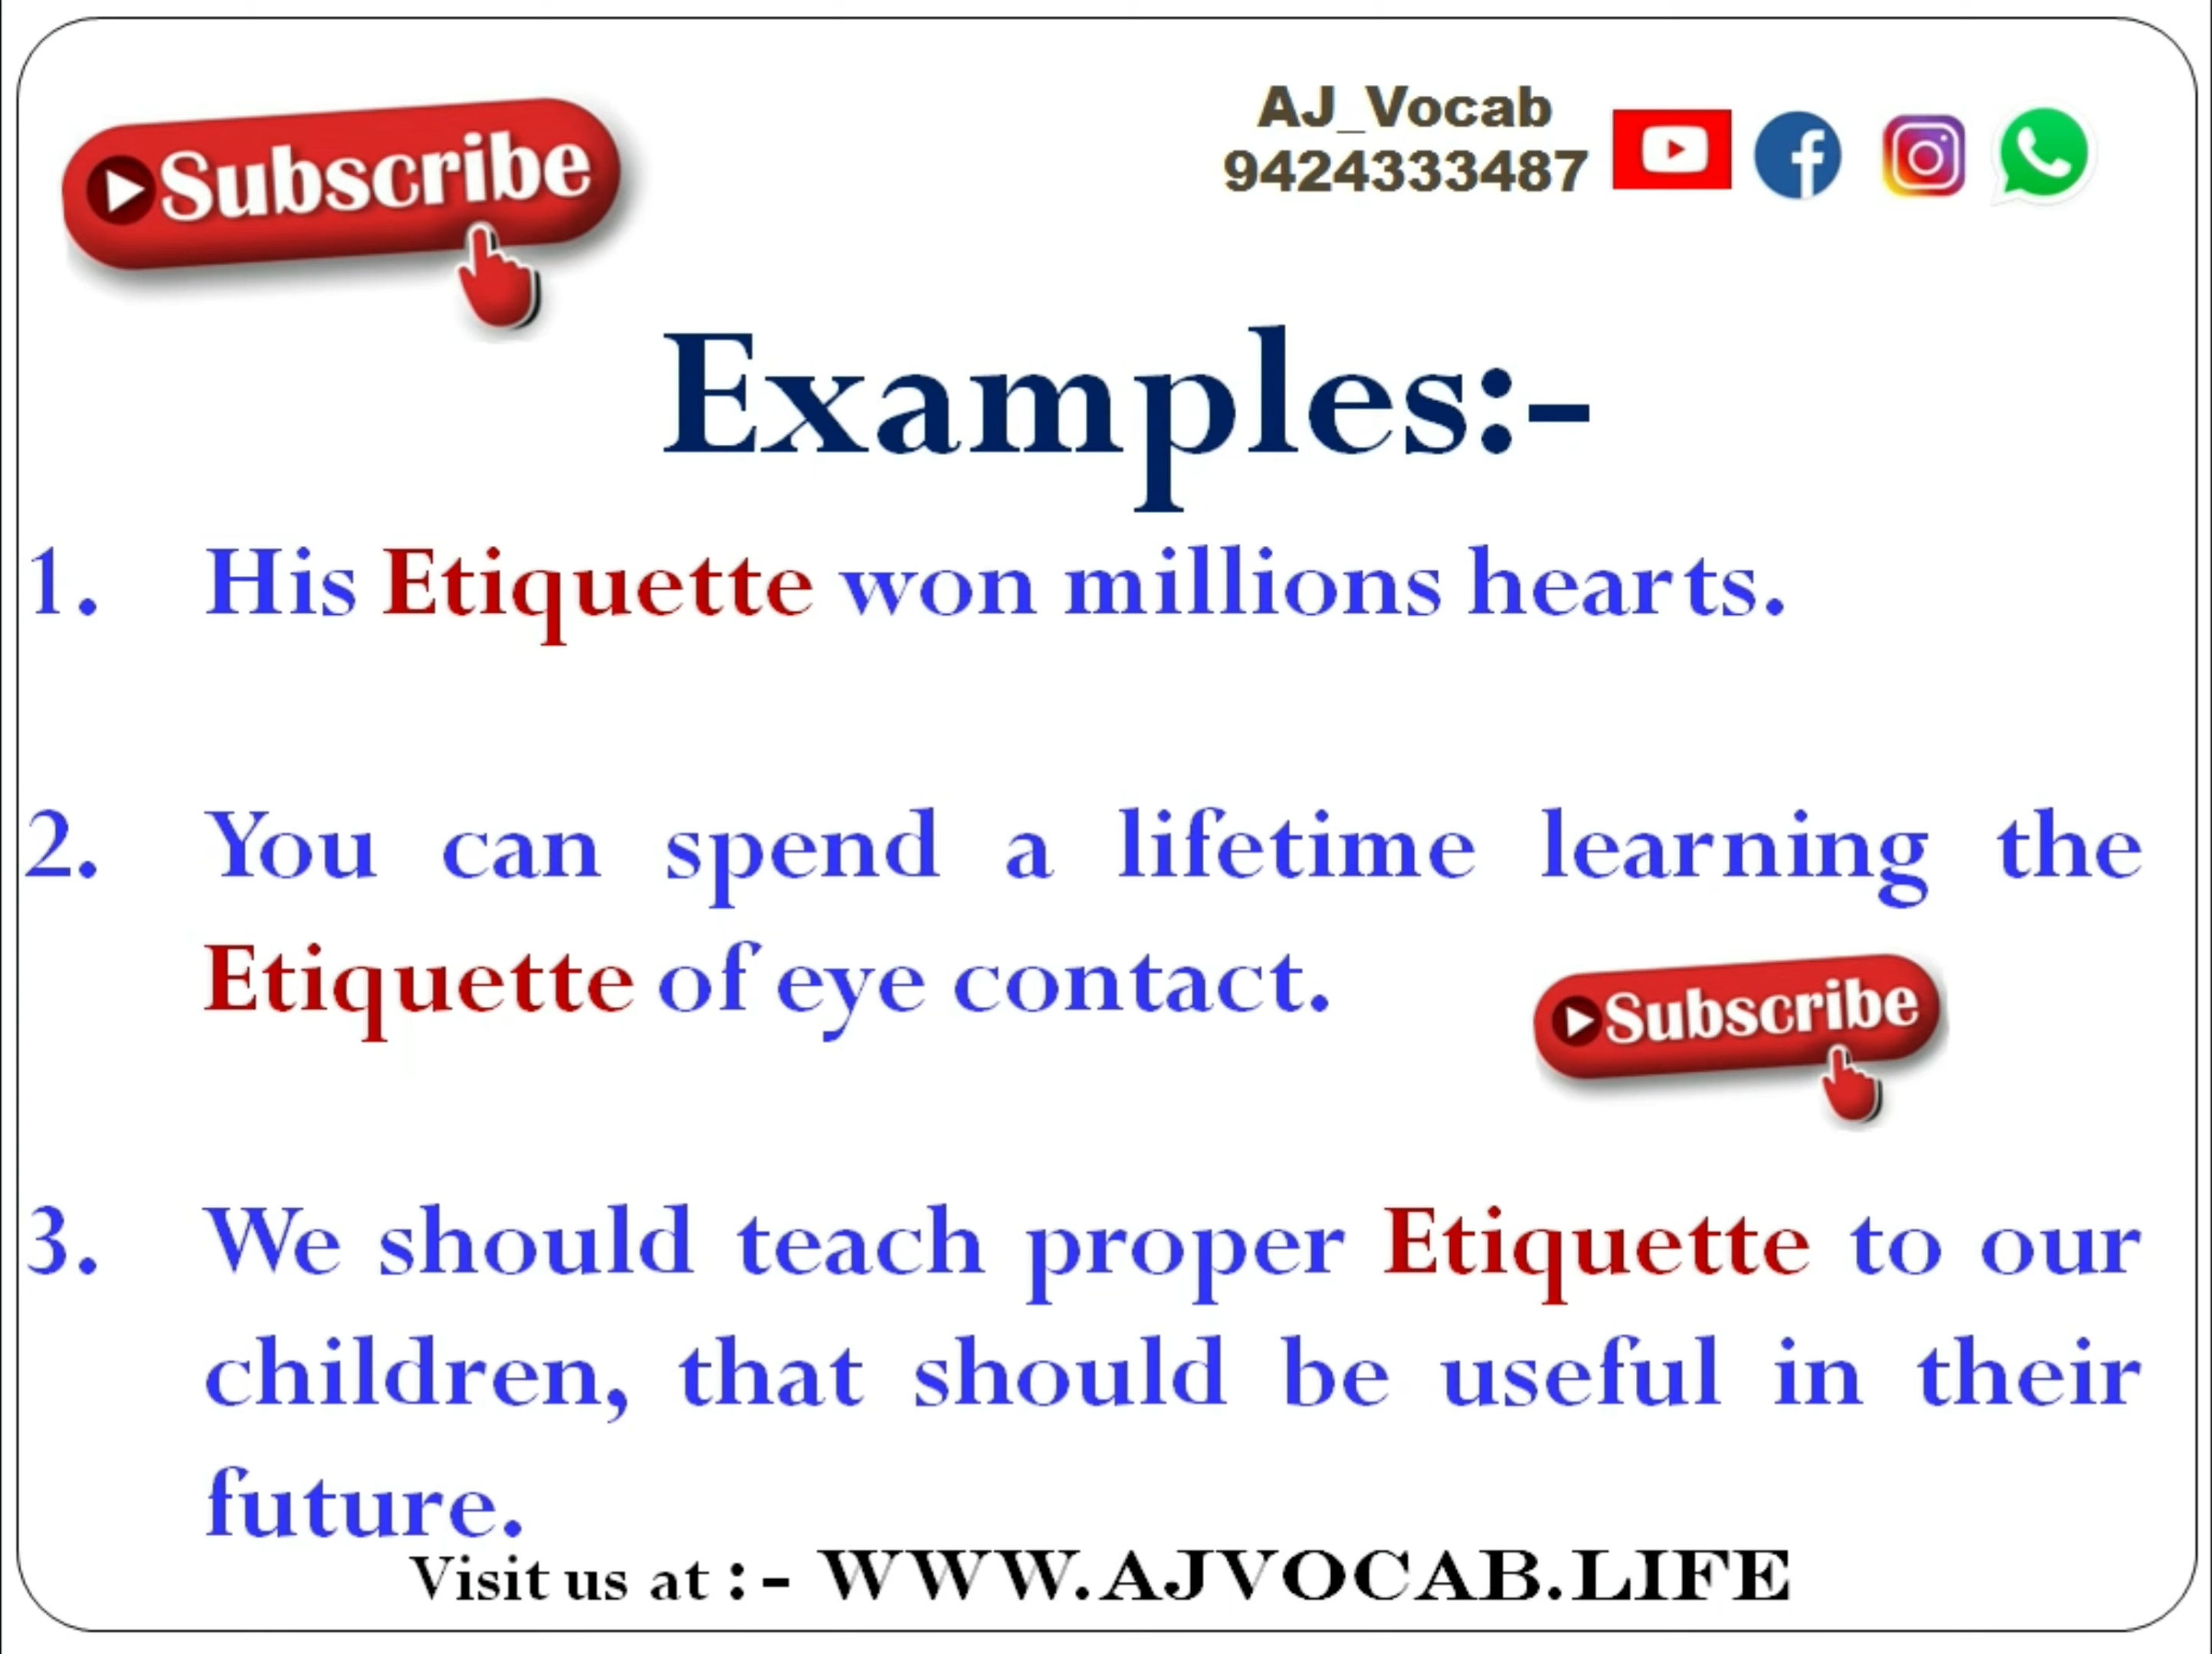 Subscribe
AJ_Vocab
9424333487
Examples:-
1. His Etiquette won millions hearts.
2. You can spend a lifetime learning the
Etiquette of eye contact.
Subscribe
3. We should teach proper Etiquette to our
children, that should be useful in their
future.
Visit us at :- WWW.AJVOCAB.LIFE